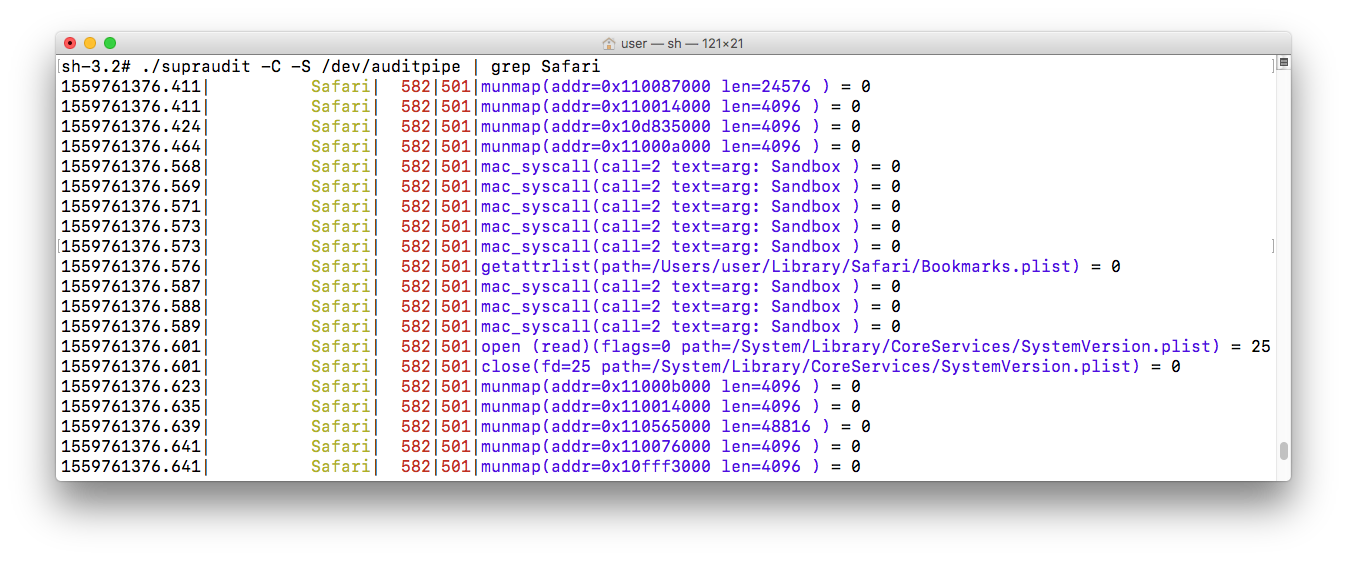 user — sh — 121×21
sh-3.2# ./supraudit -C -S /dev/auditpipe | grep Safari
1559761376.411| Safari| 582|501|munmap(addr=0x110087000 len=24576 ) = 0
1559761376.411| Safari| 582|501|munmap(addr=0x110014000 len=4096 ) = 0
1559761376.424| Safari| 582|501|munmap(addr=0x10d835000 len=4096 ) = 0
1559761376.464| Safari| 582|501|munmap(addr=0x11000a000 len=4096 ) = 0
1559761376.568| Safari| 582|501|mac_syscall(call=2 text=arg: Sandbox ) = 0
1559761376.569| Safari| 582|501|mac_syscall(call=2 text=arg: Sandbox ) = 0
1559761376.571| Safari| 582|501|mac_syscall(call=2 text=arg: Sandbox ) = 0
1559761376.573| Safari| 582|501|mac_syscall(call=2 text=arg: Sandbox ) = 0
1559761376.573| Safari| 582|501|mac_syscall(call=2 text=arg: Sandbox ) = 0
1559761376.576| Safari| 582|501|getattrlist(path=/Users/user/Library/Safari/Bookmarks.plist) = 0
1559761376.587| Safari| 582|501|mac_syscall(call=2 text=arg: Sandbox ) = 0
1559761376.588| Safari| 582|501|mac_syscall(call=2 text=arg: Sandbox ) = 0
1559761376.589| Safari| 582|501|mac_syscall(call=2 text=arg: Sandbox ) = 0
1559761376.601| Safari| 582|501|open (read)(flags=0 path=/System/Library/CoreServices/SystemVersion.plist) = 25
1559761376.601| Safari| 582|501|close(fd=25 path=/System/Library/CoreServices/SystemVersion.plist) = 0
1559761376.623| Safari| 582|501|munmap(addr=0x11000b000 len=4096 ) = 0
1559761376.635| Safari| 582|501|munmap(addr=0x110014000 len=4096 ) = 0
1559761376.639| Safari| 582|501|munmap(addr=0x110565000 len=48816 ) = 0
1559761376.641| Safari| 582|501|munmap(addr=0x110076000 len=4096 ) = 0
1559761376.641| Safari| 582|501|munmap(addr=0x10fff3000 len=4096 ) = 0